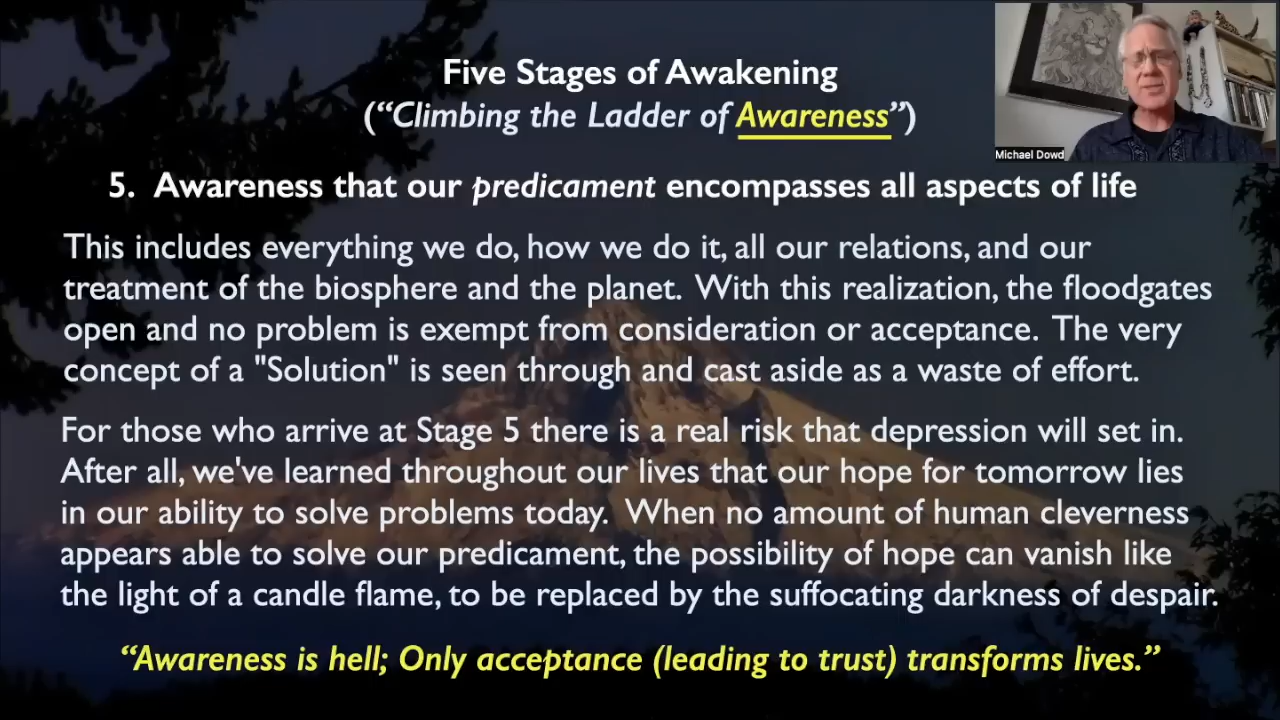 Five Stages of Awakening
(“Climbing the Ladder of Awareness”)
Michael Dowd
5. Awareness that our predicament encompasses all aspects of life
This includes everything we do, how we do it, all our relations, and our
treatment of the biosphere and the planet. With this realization, the floodgates
open and no problem is exempt from consideration or acceptance. The very
concept of a "Solution" is seen through and cast aside as a waste of effort.
For those who arrive at Stage 5 there is a real risk that depression will set in.
After all, we've learned throughout our lives that our hope for tomorrow lies
in our ability to solve problems today. When no amount of human cleverness
appears able to solve our predicament, the possibility of hope can vanish like
the light of a candle flame, to be replaced by the suffocating darkness of despair.
“Awareness is hell; Only acceptance (leading to trust) transforms lives.”